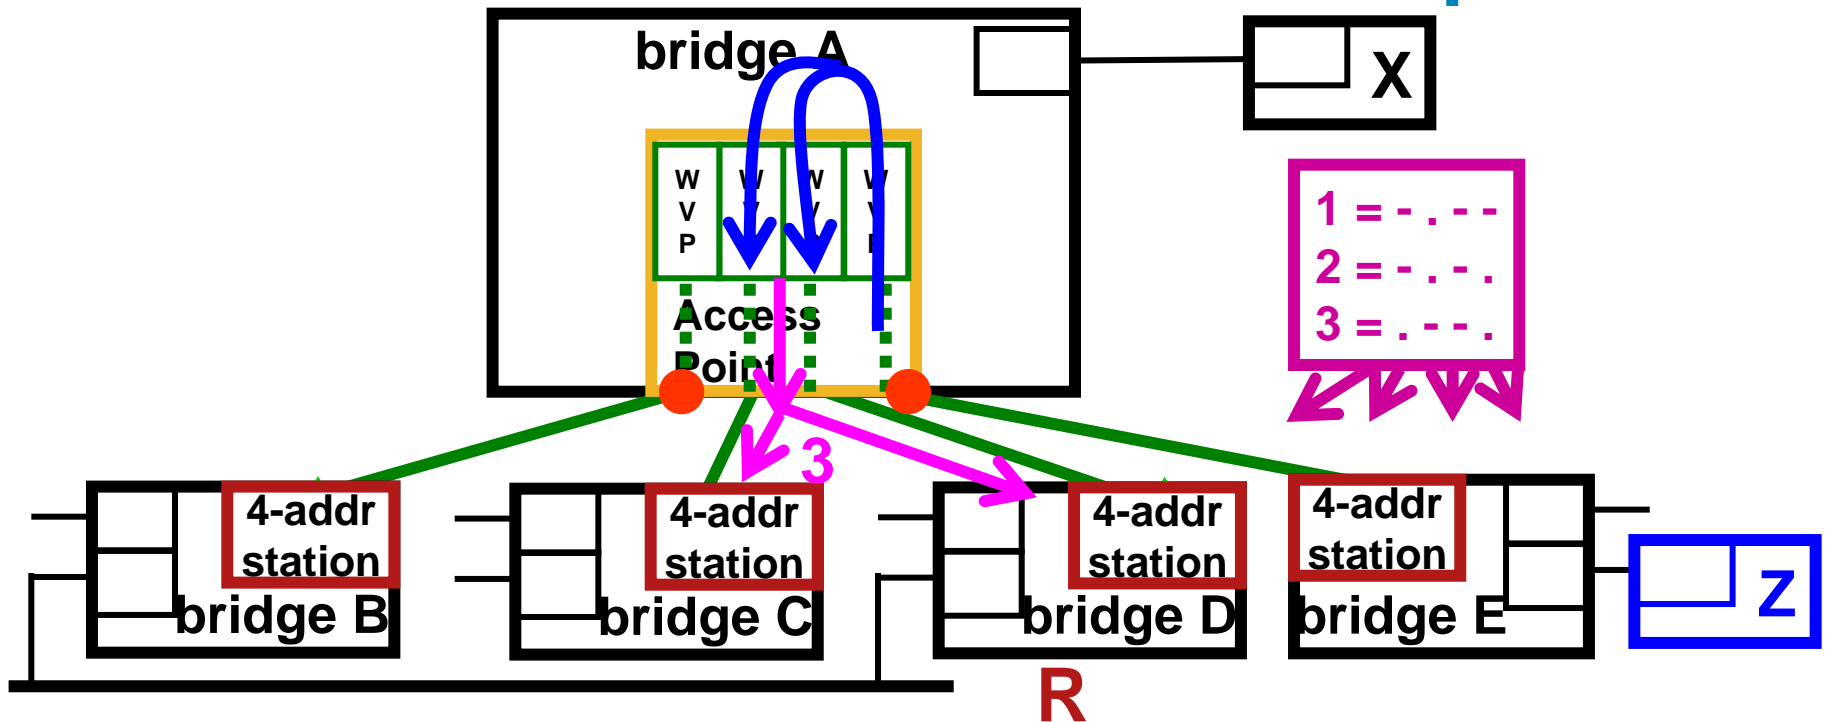 bridge A
X
W W W W
V V V V
P
1 = - . - -
2 = - . - .
3 = . - - .
Access
Point
3
4-addr
station
bridge B
4-addr
station
bridge C
4-addr
station
bridge D
4-addr
station
bridge E
Z
R